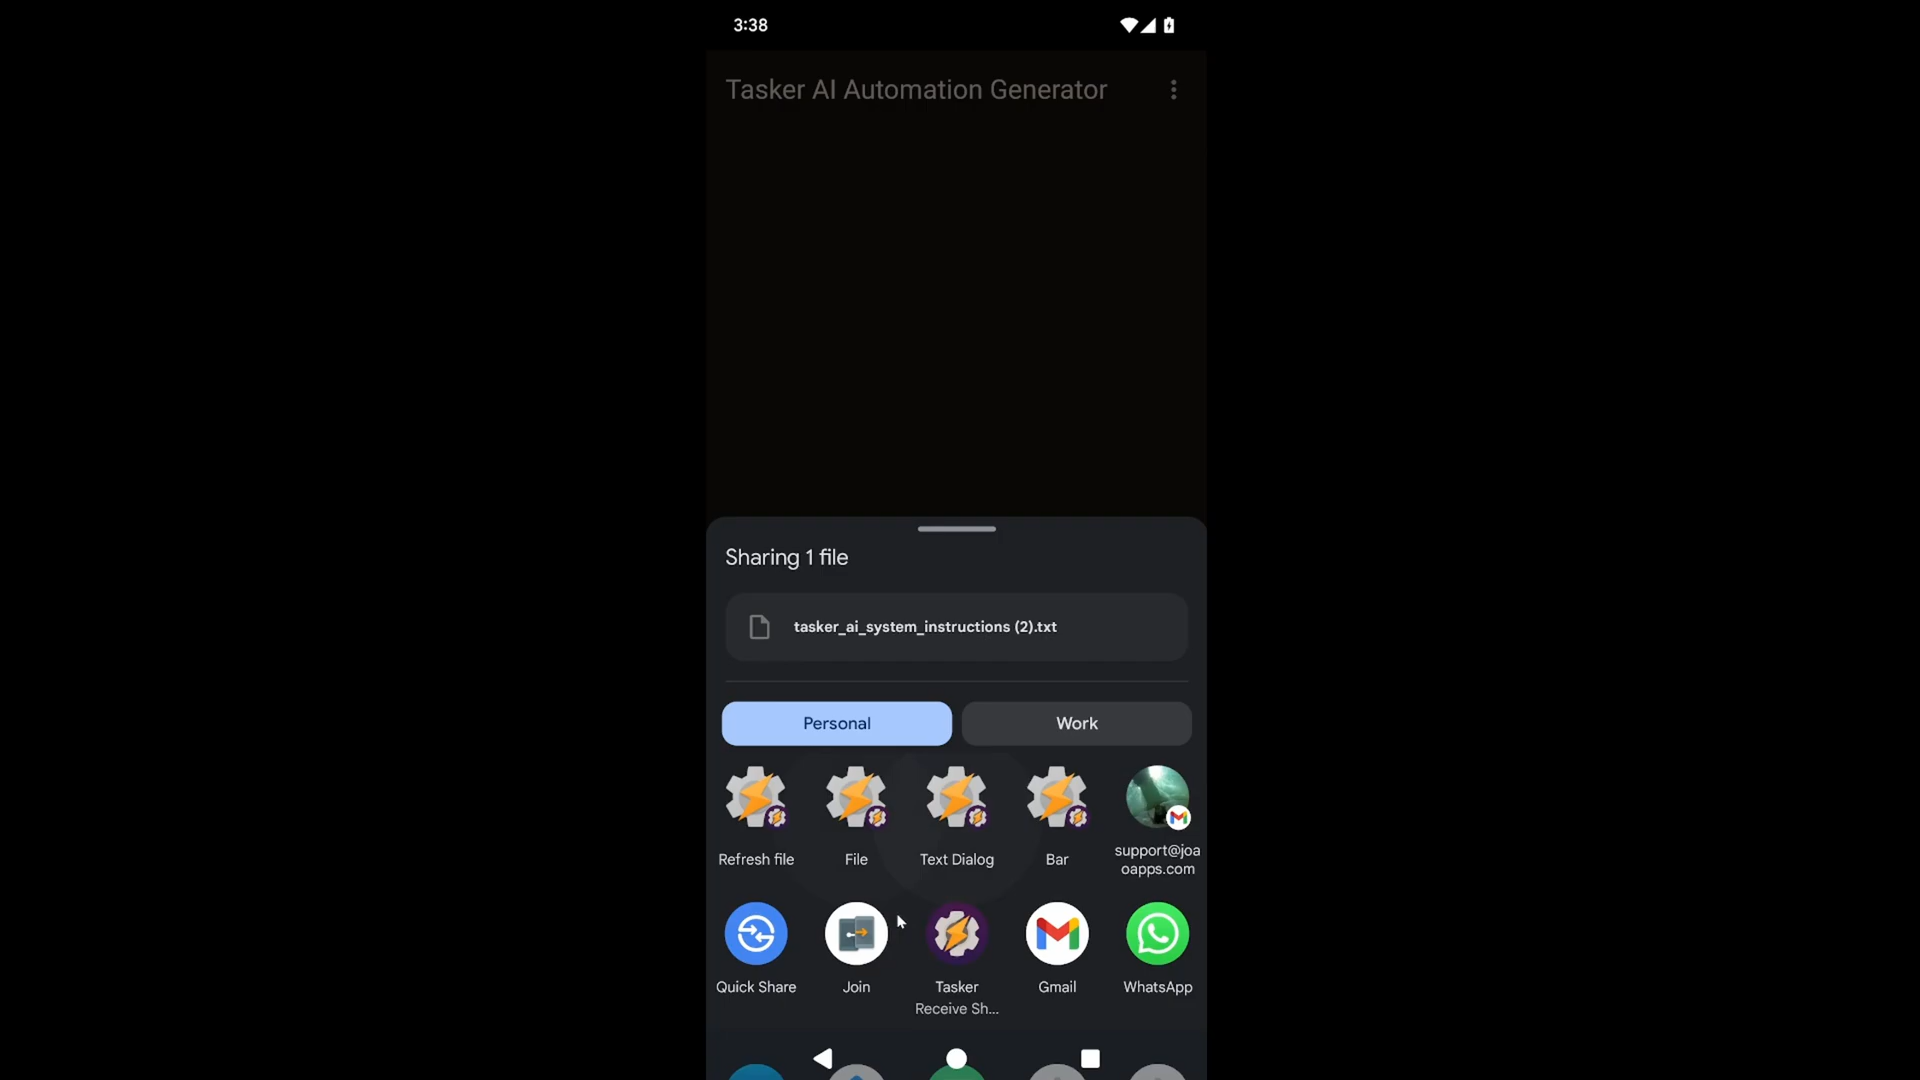 3:38
Tasker AI Automation Generator
Sharing 1 file
tasker_ai_system_instructions (2).txt
Personal
Work
Refresh file
File
Text Dialog
Bar
support@joa
oapps.com
Quick Share
Join
Tasker
Receive Sh...
Gmail
WhatsApp